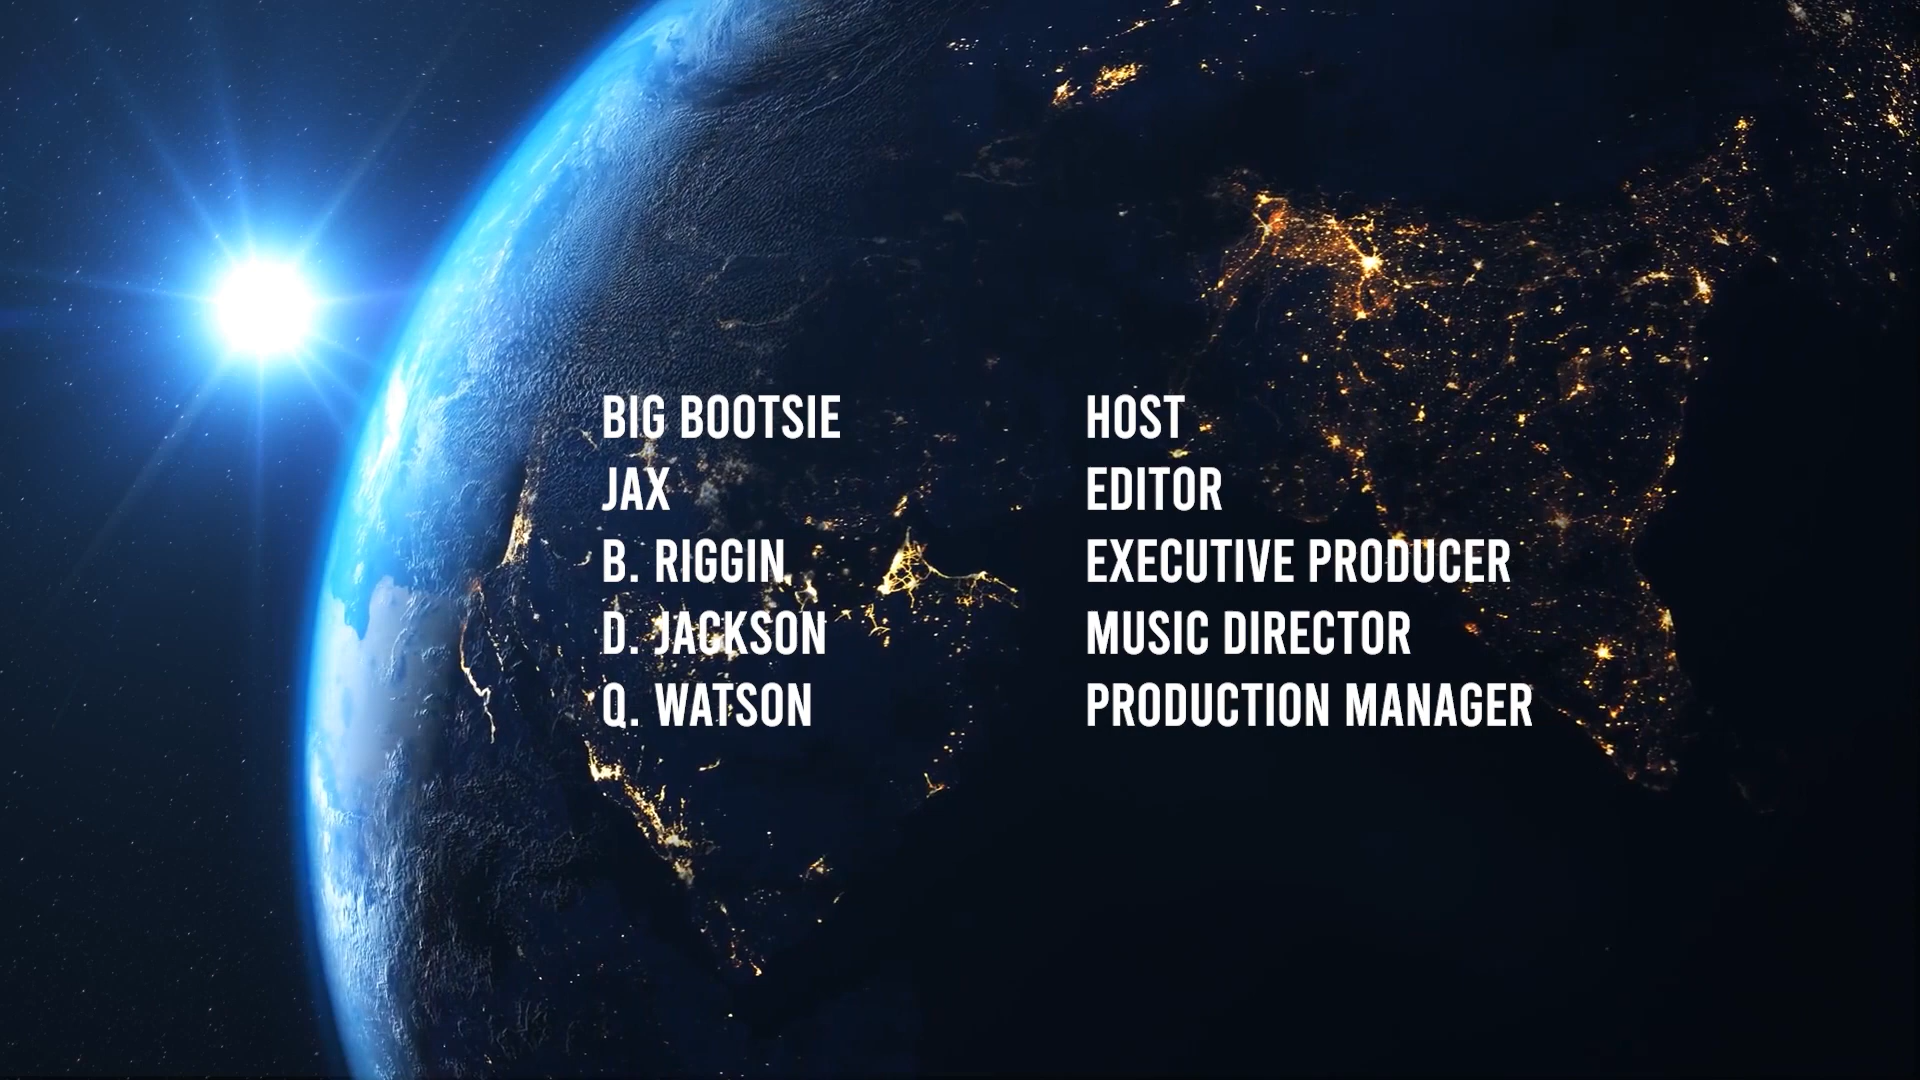 BIG BOOTSIE HOST
JAX EDITOR
B. RIGGIN EXECUTIVE PRODUCER
D. JACKSON MUSIC DIRECTOR
Q. WATSON PRODUCTION MANAGER